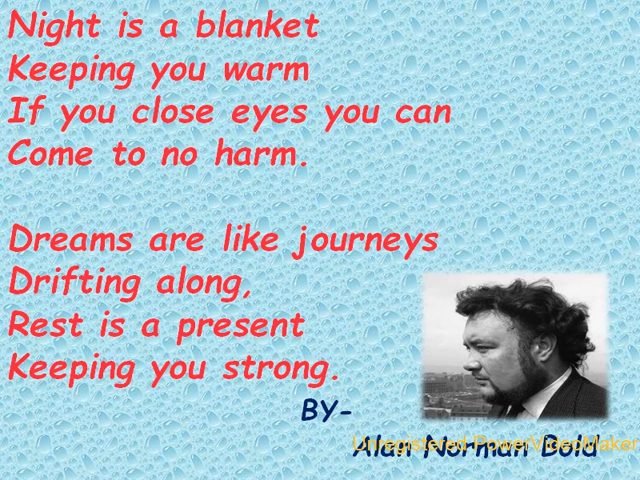 Night is a blanket
Keeping you warm
If you close eyes you can
Come to no harm.
Dreams are like journeys
Drifting along,
Rest is a present
Keeping you strong.
BY-
Alan Norman Bold
Unregistered PowerVideoMaker